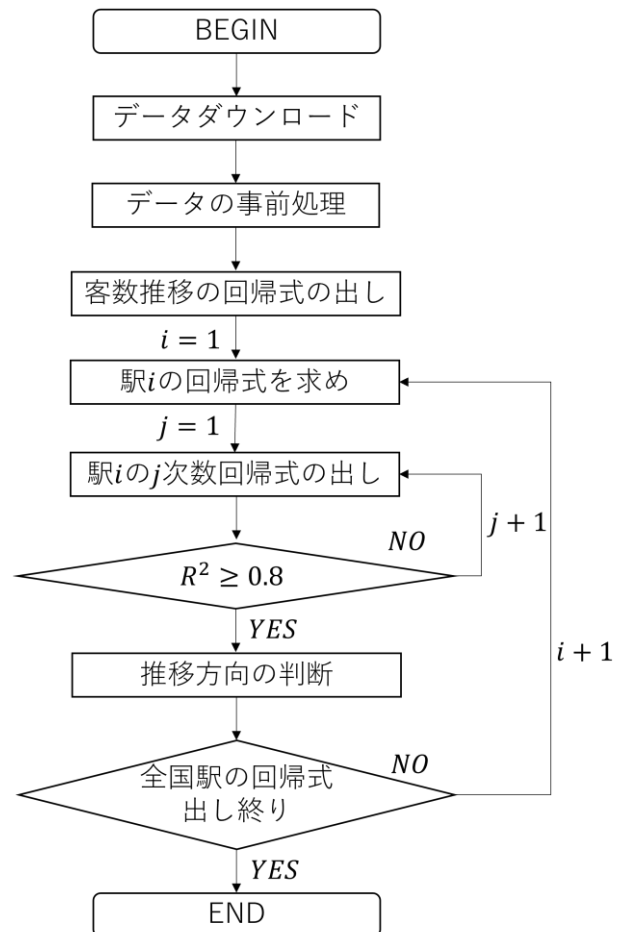 BEGIN
データダウンロード
データの事前処理
客数推移の回帰式の出し
i = 1
駅iの回帰式を求め
j = 1
駅iのj次数回帰式の出し
NO
j + 1
R² ≥ 0.8
YES
i + 1
推移方向の判断
NO
全国駅の回帰式
出し終り
YES
END